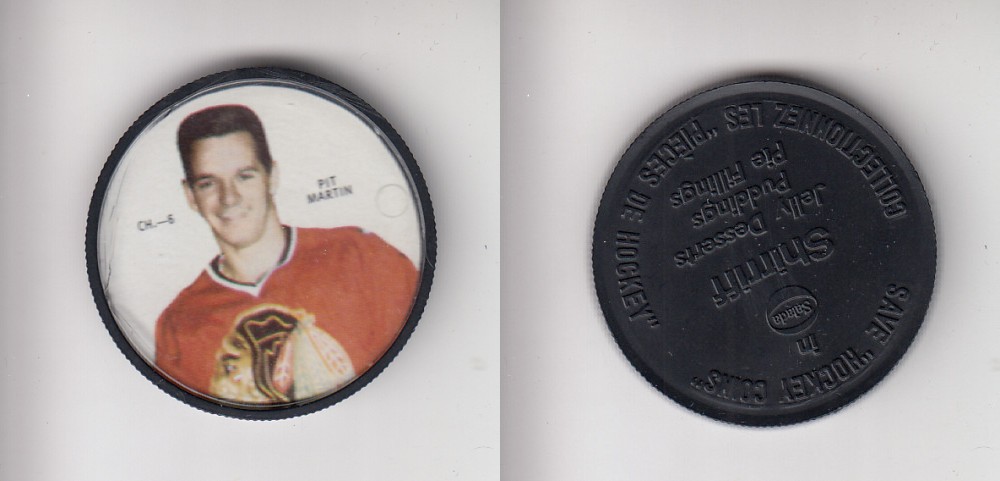 CH.—6
PIT
MARTIN
SAVE "HOCKEY COINS"
in
Salada
Shirriff
Desserts
Jelly
Puddings
Pie Fillings
COLLECTIONNEZ LES "PIÈCES DE HOCKEY"